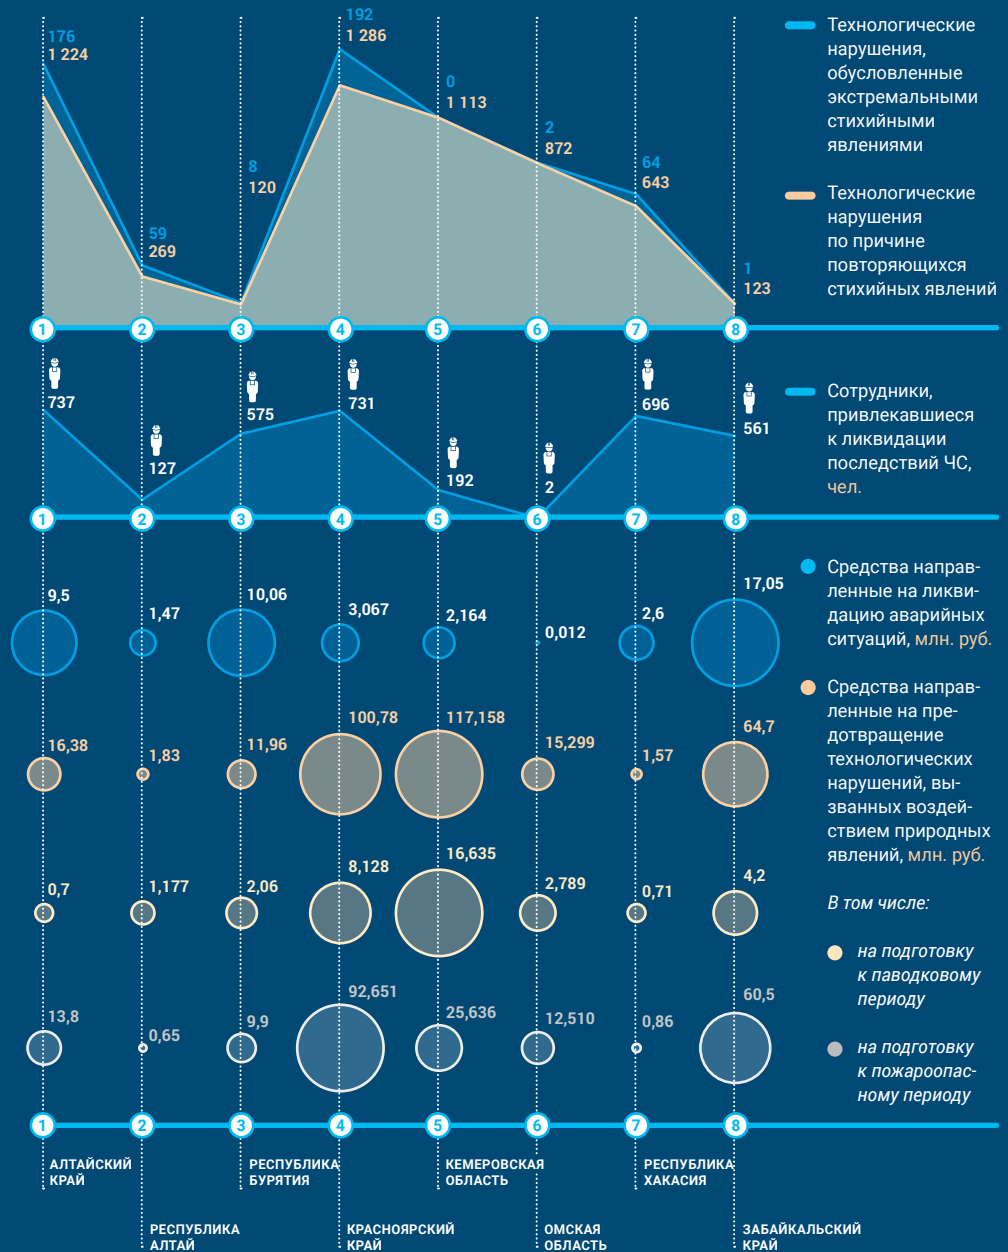 176
1 224
59
269
8
120
192
1 286
0
1 113
2
872
64
643
1
123
Технологические
нарушения,
обусловленные
экстремальными
стихийными
явлениями
Технологические
нарушения
по причине
повторяющихся
стихийных явлений
1 2 3 4 5 6 7 8
737
127
575
731
192
2
696
561
Сотрудники,
привлекавшиеся
к ликвидации
последствий ЧС,
чел.
1 2 3 4 5 6 7 8
9,5
1,47
10,06
3,067
2,164
0,012
2,6
17,05
Средства направ-
ленные на ликви-
дацию аварийных
ситуаций, млн. руб.
16,38
1,83
11,96
100,78
117,158
15,299
1,57
64,7
Средства направ-
ленные на пре-
дотвращение
технологических
нарушений, вы-
званных воздей-
ствием природных
явлений, млн. руб.
0,7
1,177
2,06
8,128
16,635
2,789
0,71
4,2
В том числе:
на подготовку
к паводковому
периоду
13,8
0,65
9,9
92,651
25,636
12,510
0,86
60,5
на подготовку
к пожароопас-
ному периоду
1 2 3 4 5 6 7 8
АЛТАЙСКИЙ
КРАЙ
РЕСПУБЛИКА
АЛТАЙ
РЕСПУБЛИКА
БУРЯТИЯ
КРАСНОЯРСКИЙ
КРАЙ
КЕМЕРОВСКАЯ
ОБЛАСТЬ
ОМСКАЯ
ОБЛАСТЬ
РЕСПУБЛИКА
ХАКАСИЯ
ЗАБАЙКАЛЬСКИЙ
КРАЙ